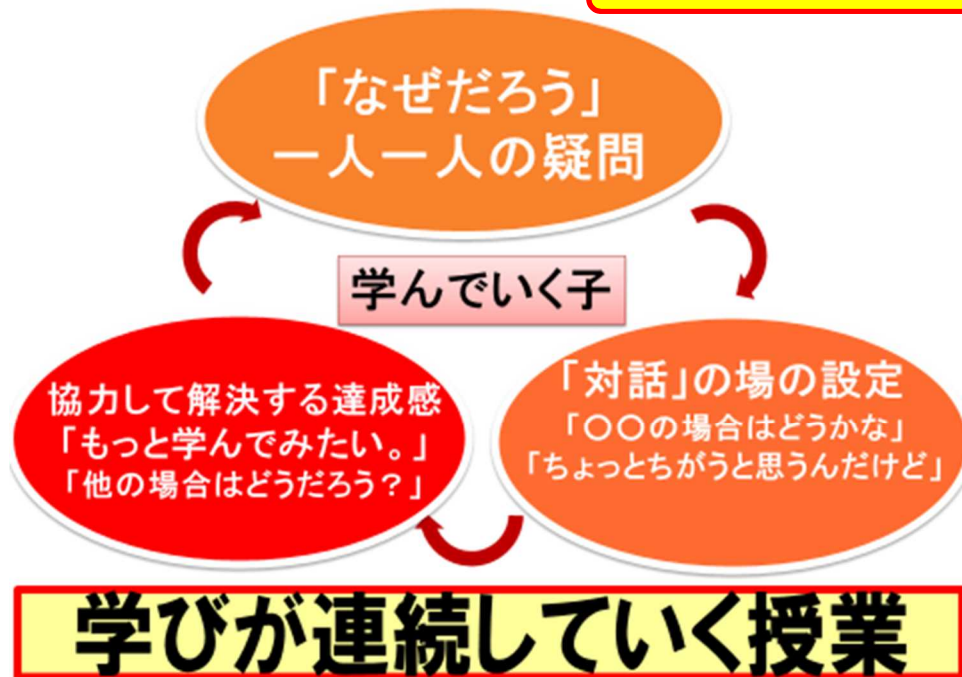 「なぜだろう」
一人一人の疑問
学んでいく子
「対話」の場の設定
「〇〇の場合はどうかな」
「ちょっとちがうと思うんだけど」
協力して解決する達成感
「もっと学んでみたい。」
「他の場合はどうだろう？」
学びが連続していく授業